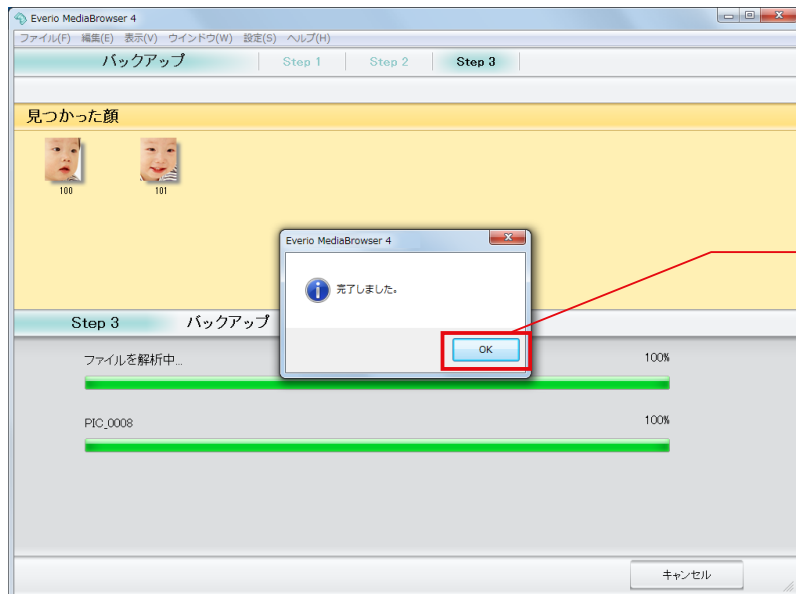 Everio MediaBrowser 4
ファイル(F) 編集(E) 表示(V) ウインドウ(W) 設定(S) ヘルプ(H)
バックアップ Step 1 Step 2 Step 3
見つかった顔
100 101
Everio MediaBrowser 4
完了しました。
OK
Step 3 バックアップ
ファイルを解析中... 100%
PIC_0008 100%
キャンセル